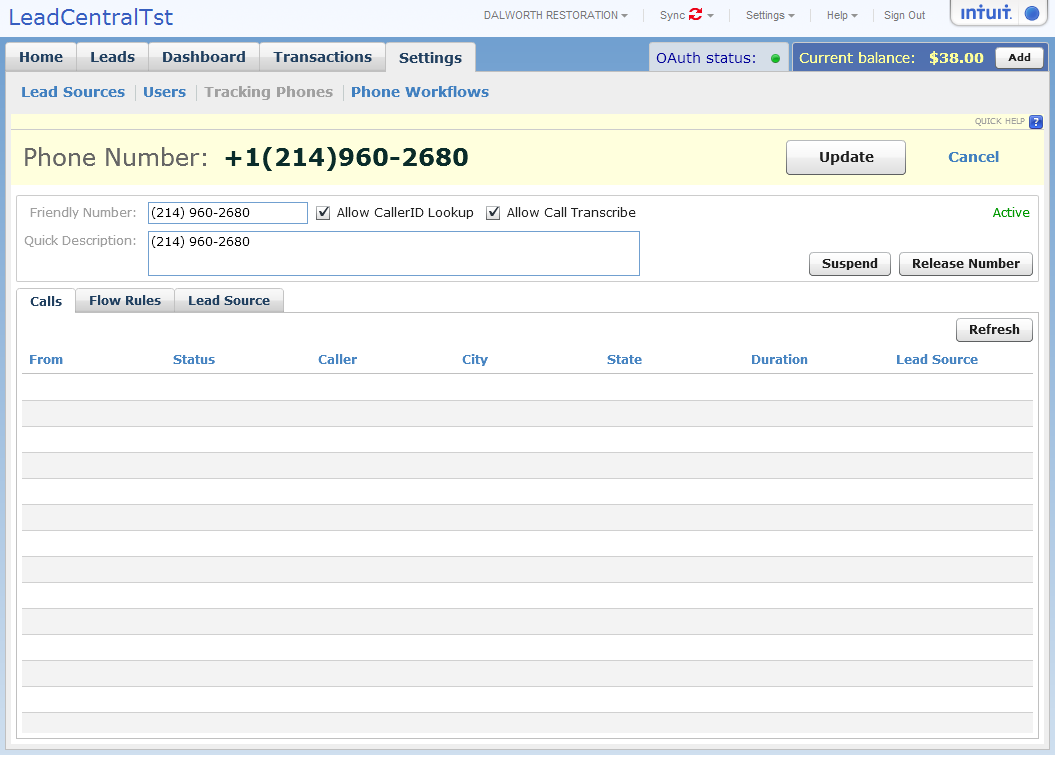 LeadCentralTst DALWORTH RESTORATION Sync Settings Help Sign Out intuit.
Home Leads Dashboard Transactions Settings OAuth status: Current balance: $38.00 Add
Lead Sources Users Tracking Phones Phone Workflows
QUICK HELP ?
Phone Number: +1(214)960-2680 Update Cancel
Friendly Number: (214) 960-2680 Allow CallerID Lookup Allow Call Transcribe Active
Quick Description: (214) 960-2680
Suspend Release Number
Calls Flow Rules Lead Source
Refresh
From Status Caller City State Duration Lead Source